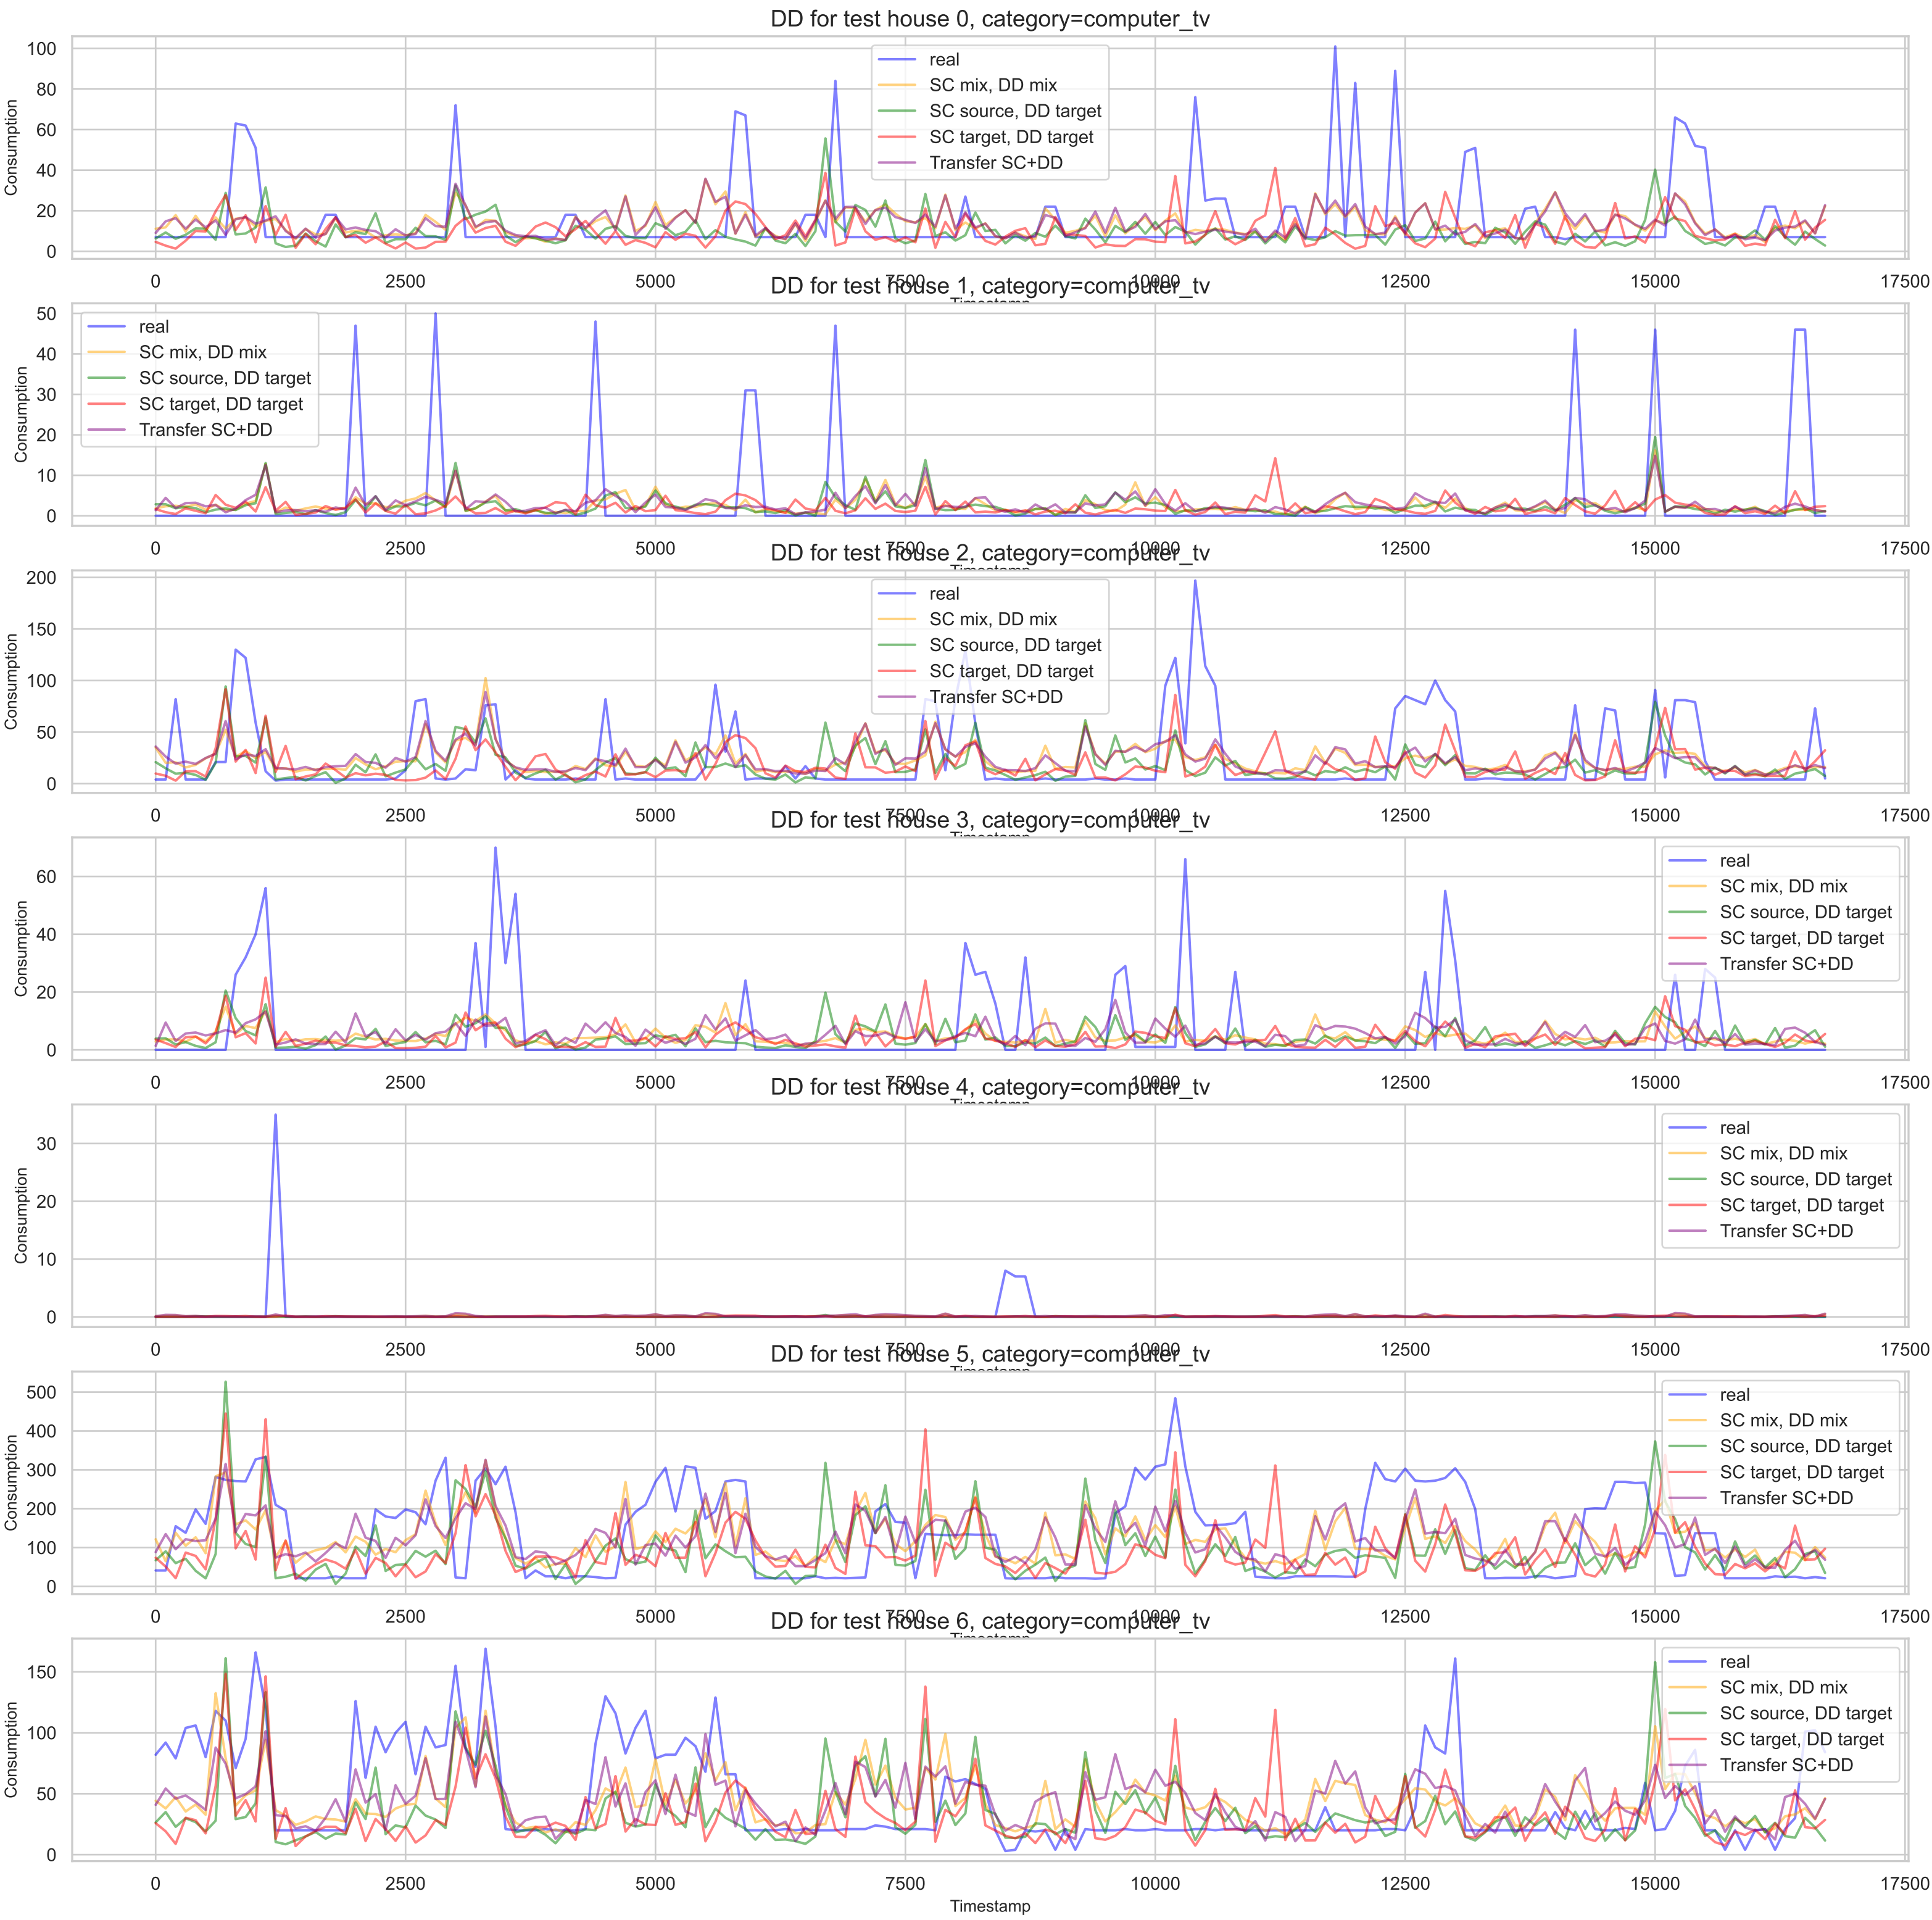 DD for test house 0, category=computer_tv
Consumption
100
80
60
40
20
0
real
SC mix, DD mix
SC source, DD target
SC target, DD target
Transfer SC+DD
0 2500 5000 7500 10000 12500 15000 17500
Timestamp
DD for test house 1, category=computer_tv
Consumption
50
40
30
20
10
0
real
SC mix, DD mix
SC source, DD target
SC target, DD target
Transfer SC+DD
0 2500 5000 7500 10000 12500 15000 17500
Timestamp
DD for test house 2, category=computer_tv
Consumption
200
150
100
50
0
real
SC mix, DD mix
SC source, DD target
SC target, DD target
Transfer SC+DD
0 2500 5000 7500 10000 12500 15000 17500
Timestamp
DD for test house 3, category=computer_tv
Consumption
60
40
20
0
real
SC mix, DD mix
SC source, DD target
SC target, DD target
Transfer SC+DD
0 2500 5000 7500 10000 12500 15000 17500
Timestamp
DD for test house 4, category=computer_tv
Consumption
30
20
10
0
real
SC mix, DD mix
SC source, DD target
SC target, DD target
Transfer SC+DD
0 2500 5000 7500 10000 12500 15000 17500
Timestamp
DD for test house 5, category=computer_tv
Consumption
500
400
300
200
100
0
real
SC mix, DD mix
SC source, DD target
SC target, DD target
Transfer SC+DD
0 2500 5000 7500 10000 12500 15000 17500
Timestamp
DD for test house 6, category=computer_tv
Consumption
150
100
50
0
real
SC mix, DD mix
SC source, DD target
SC target, DD target
Transfer SC+DD
0 2500 5000 7500 10000 12500 15000 17500
Timestamp